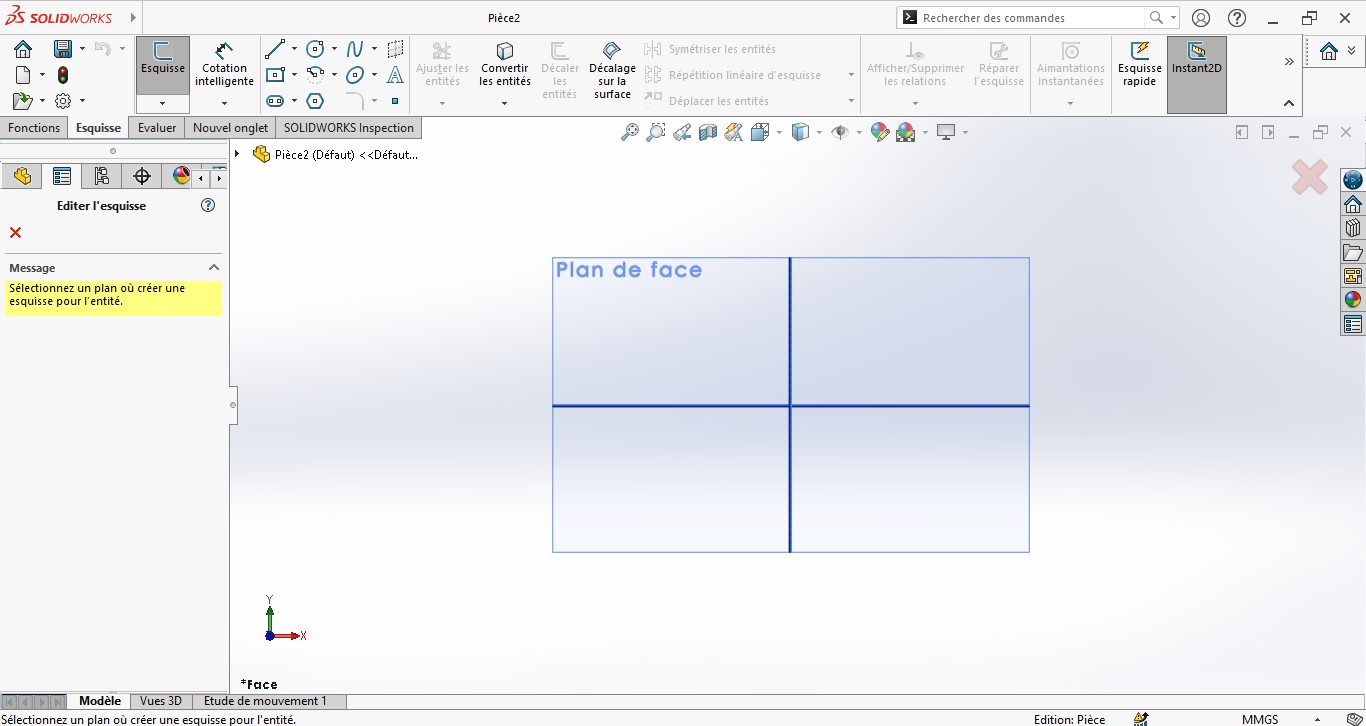 SOLIDWORKS
Pièce2
Rechercher des commandes
Esquisse
Cotation
intelligente
Ajuster les
entités
Convertir
les entités
Décaler
les
entités
Décalage
sur la
surface
Symétriser les entités
Répétition linéaire d'esquisse
Déplacer les entités
Afficher/Supprimer
les relations
Réparer
l'esquisse
Aimantations
instantanées
Esquisse
rapide
Instant2D
Fonctions
Esquisse
Evaluer
Nouvel onglet
SOLIDWORKS Inspection
Pièce2 (Défaut) <<Défaut...
Editer l'esquisse
Message
Sélectionnez un plan où créer une
esquisse pour l'entité.
Plan de face
Y
X
*Face
Modèle
Vues 3D
Etude de mouvement 1
Sélectionnez un plan où créer une esquisse pour l'entité.
Edition: Pièce
MMGS